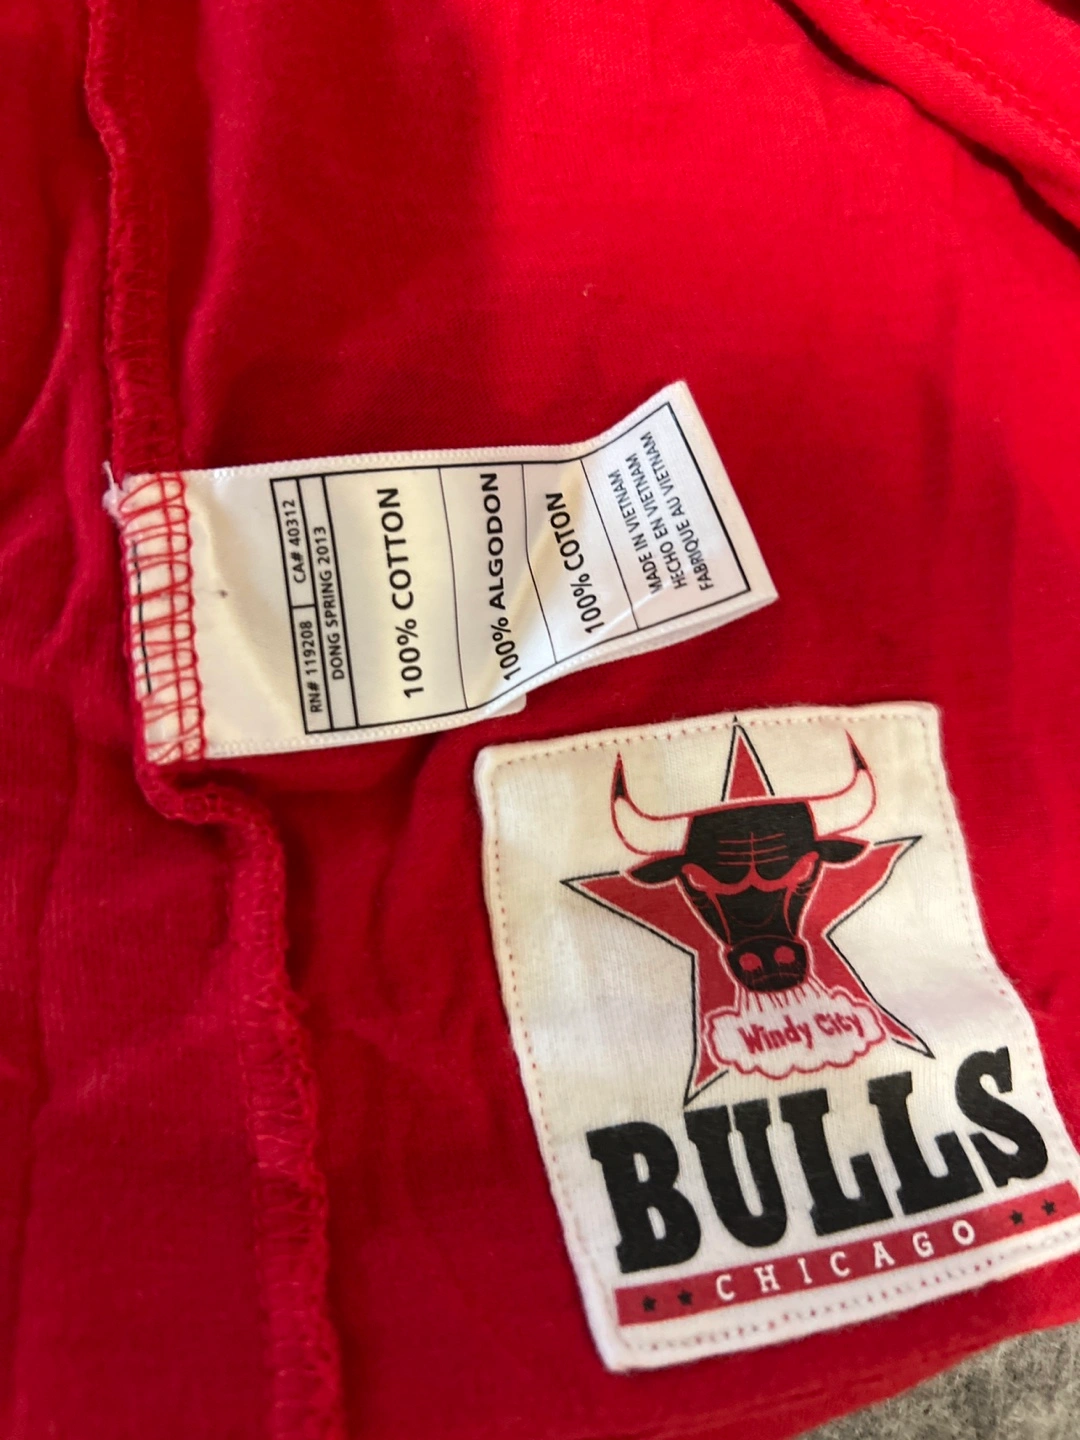 RN# 119208 CA# 40312
DONG SPRING 2013
100% COTTON
100% ALGODON
100% COTON
MADE IN VIETNAM
HECHO EN VIETNAM
FABRIQUE AU VIETNAM
Windy City
BULLS
CHICAGO